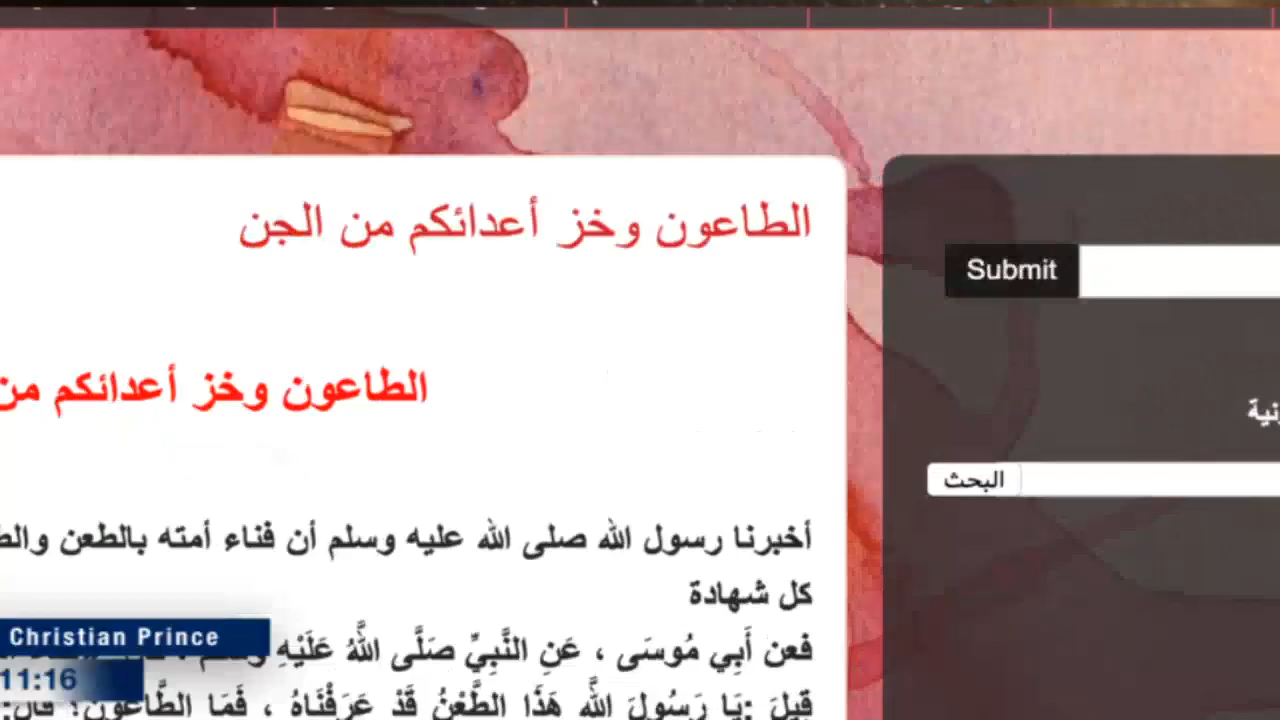 الطاعون وخز أعدائكم من الجن
Submit
الطاعون وخز أعدائكم من
البحث
أخبرنا رسول الله صلى الله عليه وسلم أن فناء أمته بالطعن
كل شهادة
فعن أَبِي مُوسَى ، عَنِ النَّبِيِّ صَلَّى اللَّهُ عَلَيْهِ
قِيلَ :يَا رَسُولَ اللَّهِ هَذَا الطَّعْنُ قَدْ عَرَفْنَاهُ ، فَمَا الطَّاعُونُ؟ قَالَ:
Christian Prince
11:16